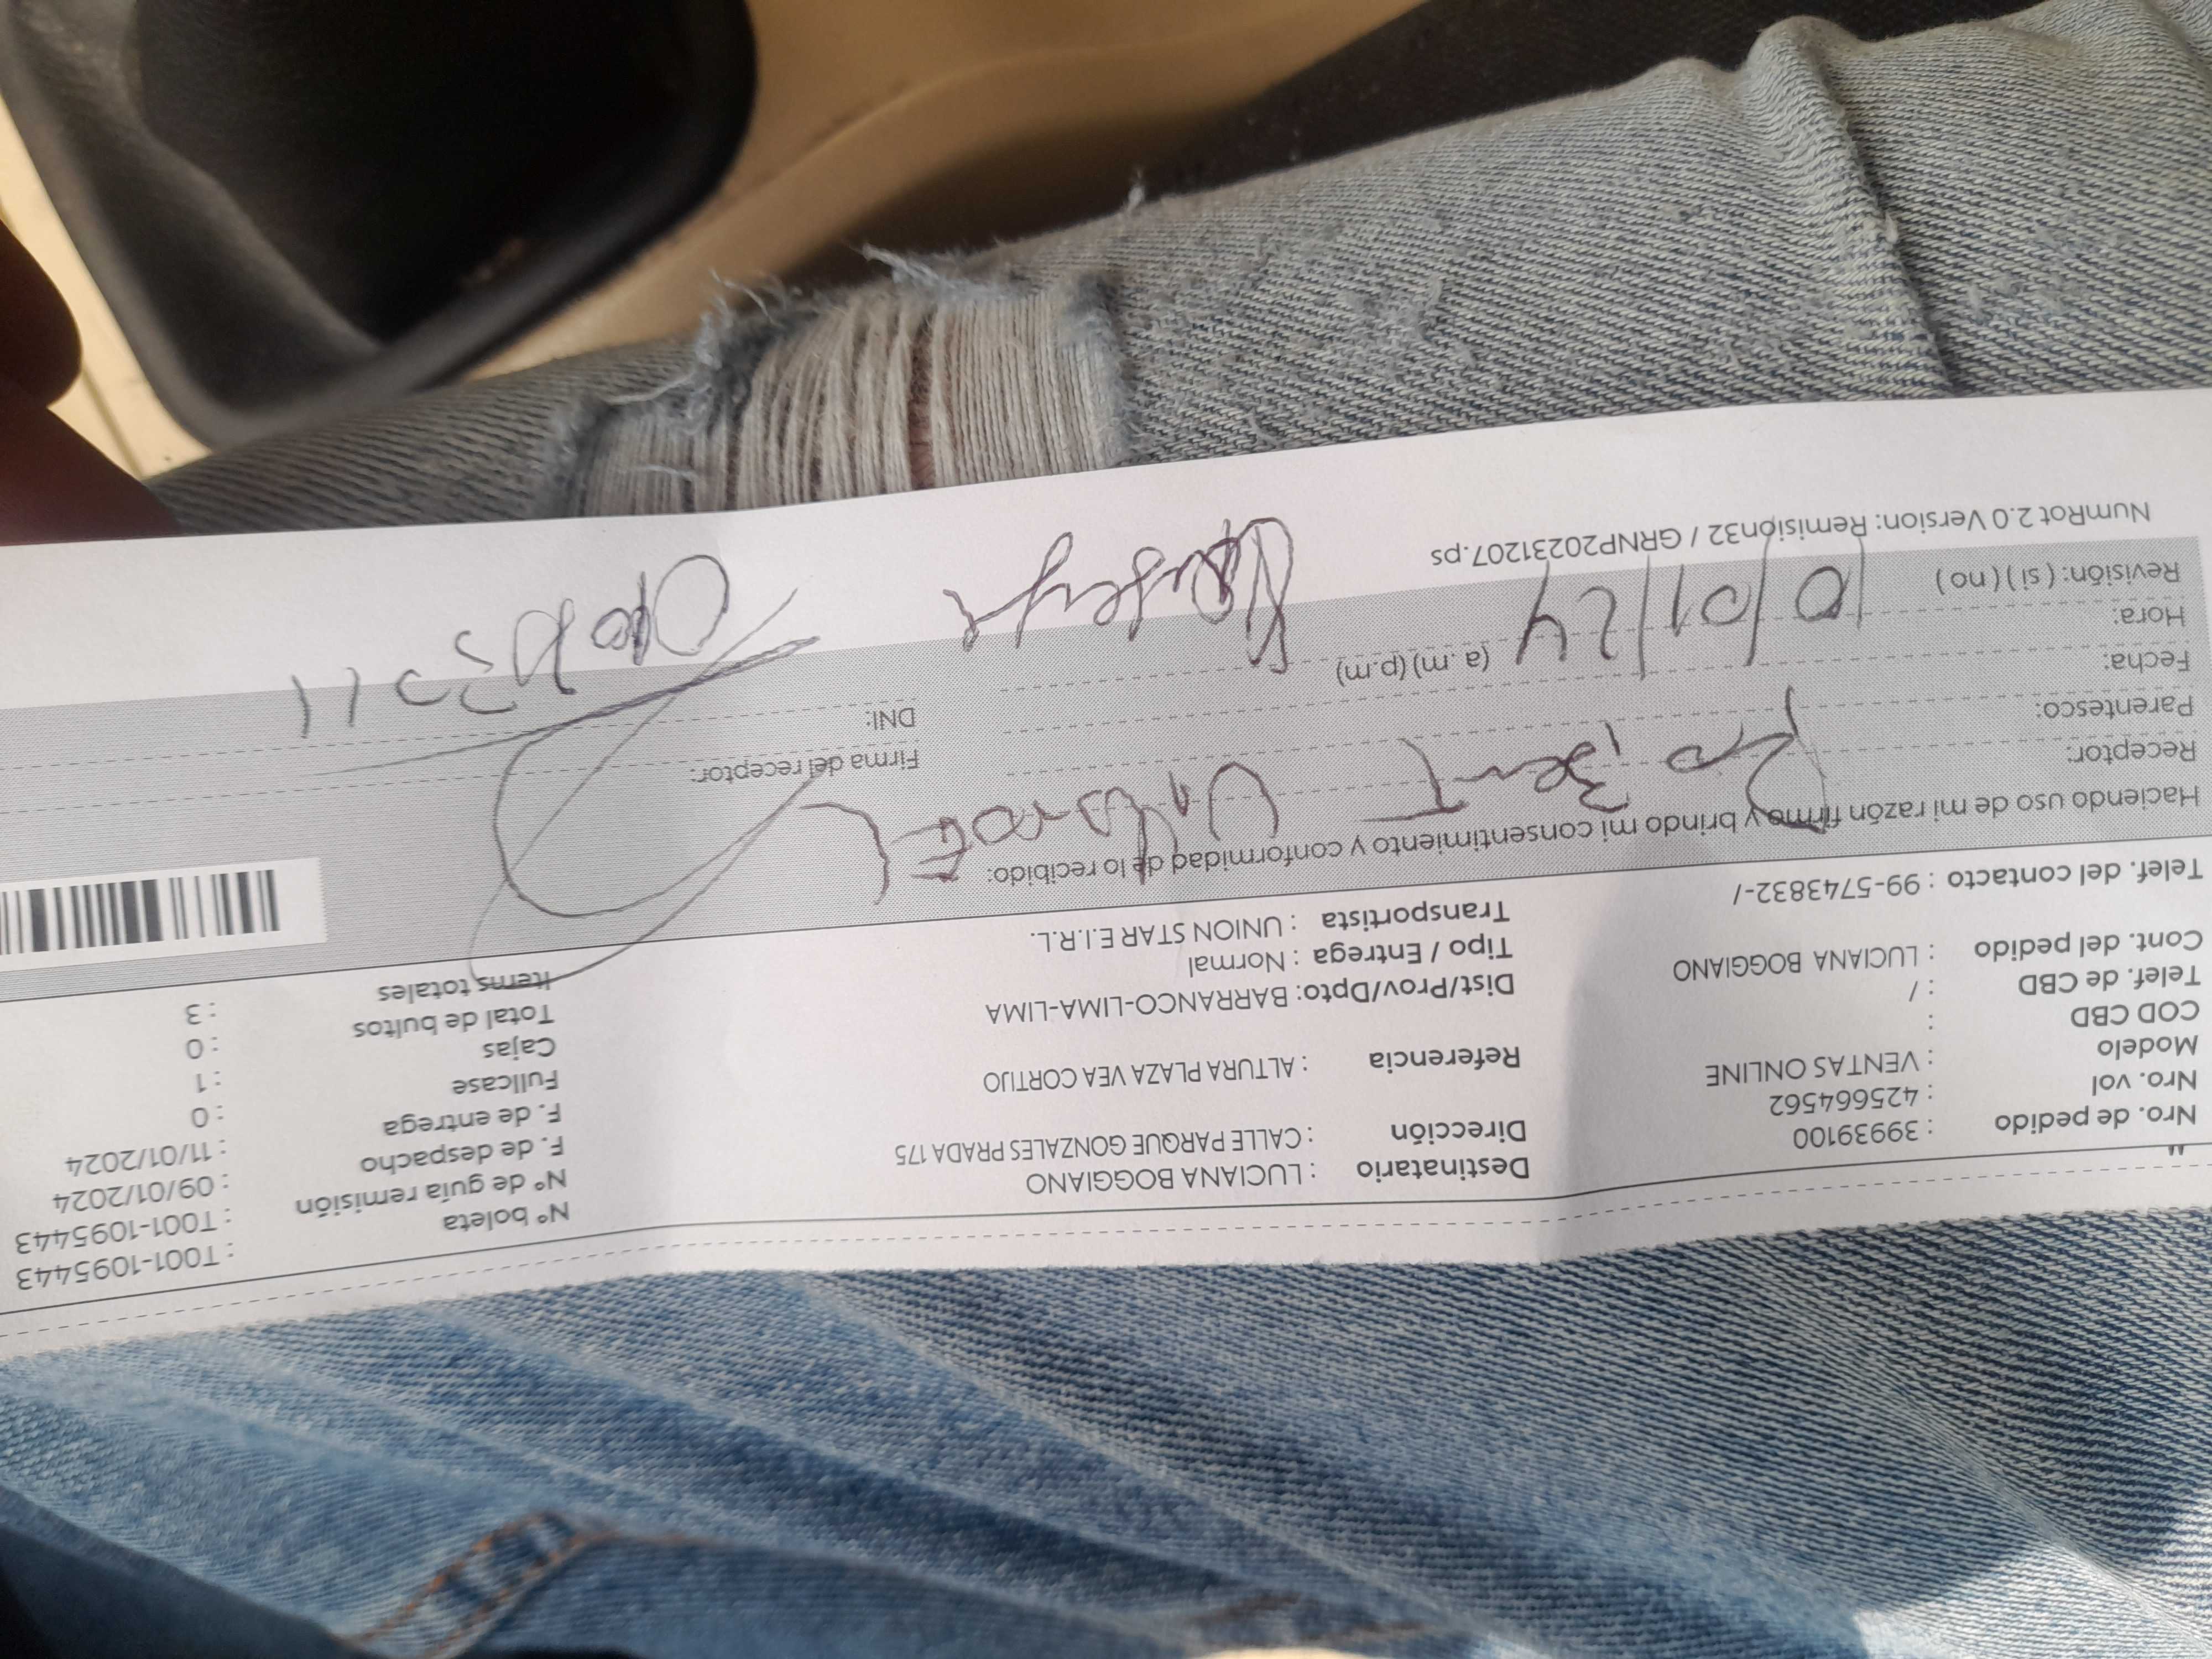 Nro. de pedido : 39939100
Nro. vol : 425664562
Modelo : VENTAS ONLINE
COD CBD :
Telef. de CBD : /
Cont. del pedido : LUCIANA BOGGIANO
Telef. del contacto : 99-5743832-/
Destinatario : LUCIANA BOGGIANO
Dirección : CALLE PARQUE GONZALES PRADA 175
Referencia : ALTURA PLAZA VEA CORTIJO
Dist/Prov/Dpto: BARRANCO-LIMA-LIMA
Tipo / Entrega : Normal
Transportista : UNION STAR E.I.R.L.
N° boleta : T001-1095443
N° de guía remisión : T001-1095443
F. de despacho : 09/01/2024
F. de entrega : 11/01/2024
Fullcase : 0
Cajas : 1
Total de bultos : 0
Items totales : 3
Haciendo uso de mi razón firmo y brindo mi consentimiento y conformidad de lo recibido:
Receptor:
Parentesco:
Fecha: 10/01/24
Hora: (a. m) (p.m)
Revisión: ( si ) ( no )
Firma del receptor:
DNI:
NumRot 2.0 Version: Remisión32 / GRNP20231207.ps